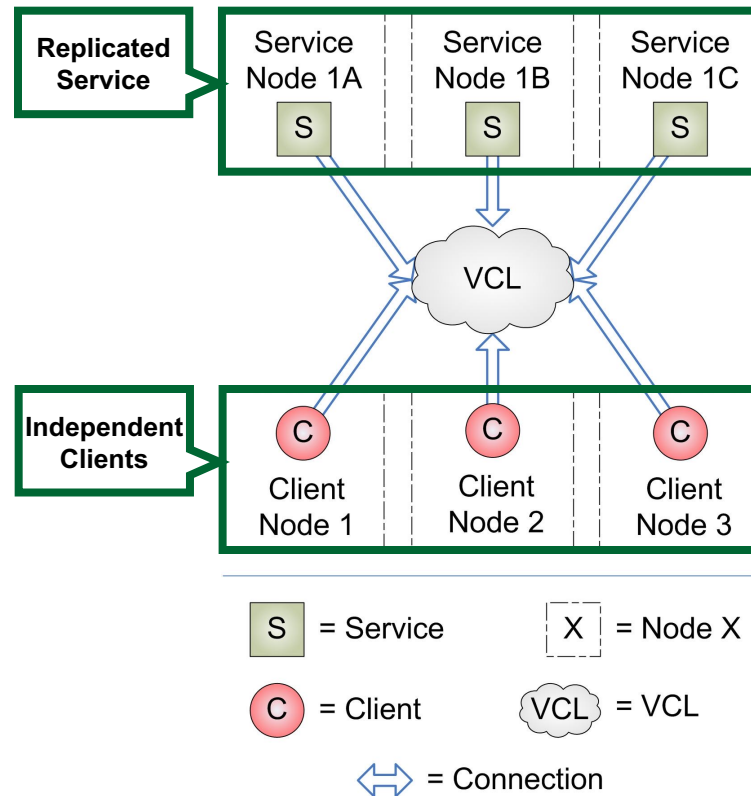 Replicated
Service
Service
Node 1A
Service
Node 1B
Service
Node 1C
S
S
S
VCL
Independent
Clients
C
C
C
Client
Node 1
Client
Node 2
Client
Node 3
S = Service
X = Node X
C = Client
VCL = VCL
= Connection